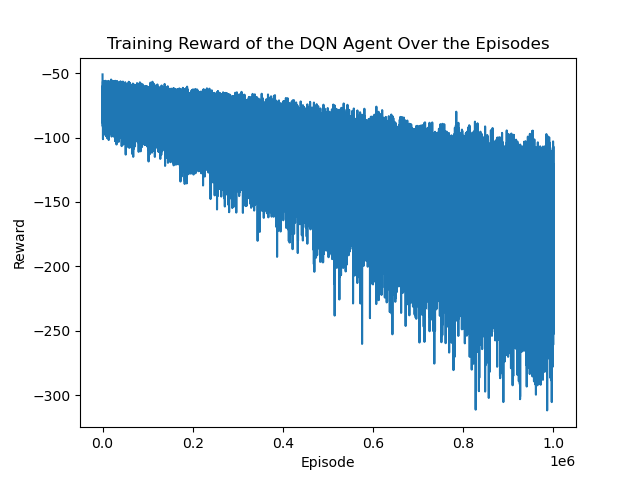 Training Reward of the DQN Agent Over the Episodes
−50
−100
−150
−200
−250
−300
Reward
0.0 0.2 0.4 0.6 0.8 1.0
1e6
Episode